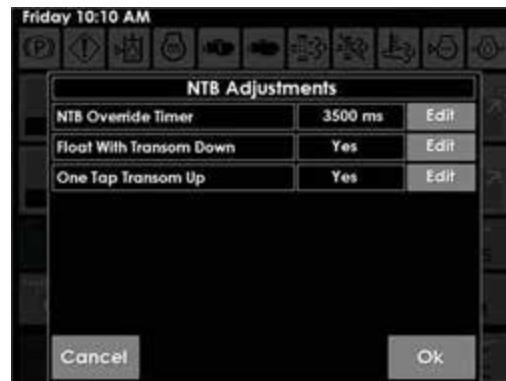 Friday 10:10 AM
NTB Adjustments
NTB Override Timer 3500 ms Edit
Float With Transom Down Yes Edit
One Tap Transom Up Yes Edit
Cancel Ok